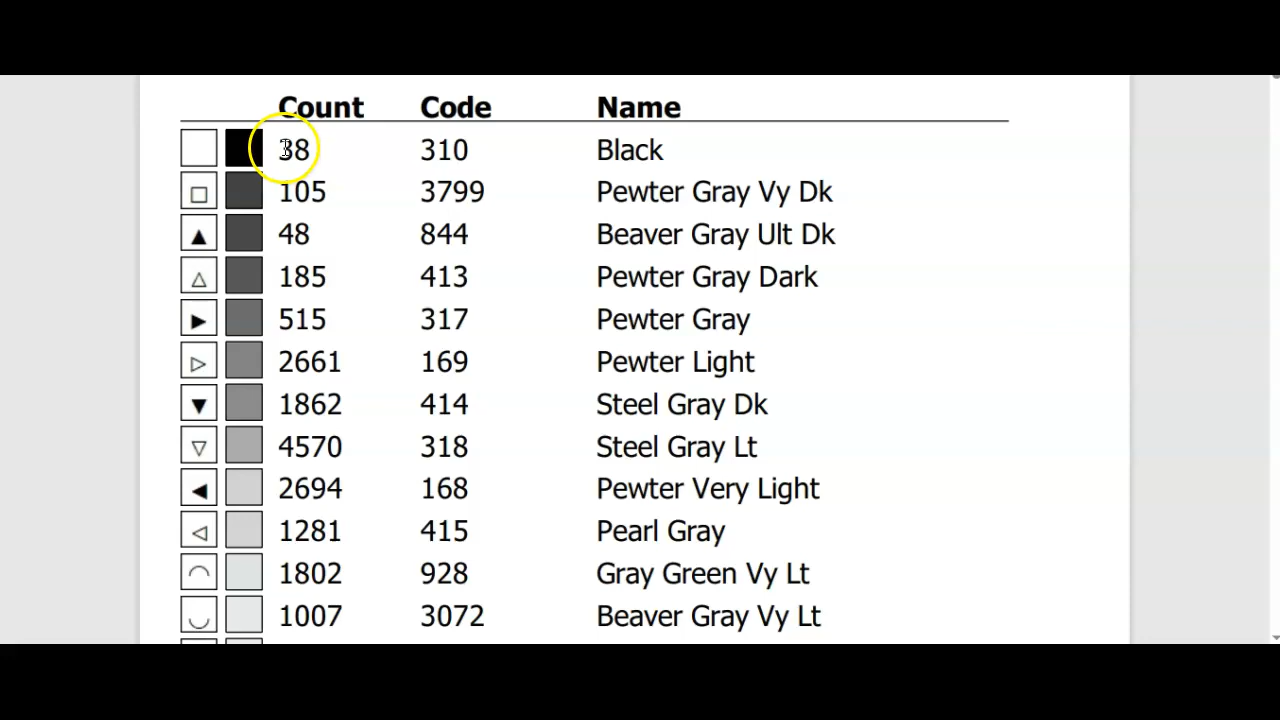 Count Code Name
38 310 Black
105 3799 Pewter Gray Vy Dk
48 844 Beaver Gray Ult Dk
185 413 Pewter Gray Dark
515 317 Pewter Gray
2661 169 Pewter Light
1862 414 Steel Gray Dk
4570 318 Steel Gray Lt
2694 168 Pewter Very Light
1281 415 Pearl Gray
1802 928 Gray Green Vy Lt
1007 3072 Beaver Gray Vy Lt